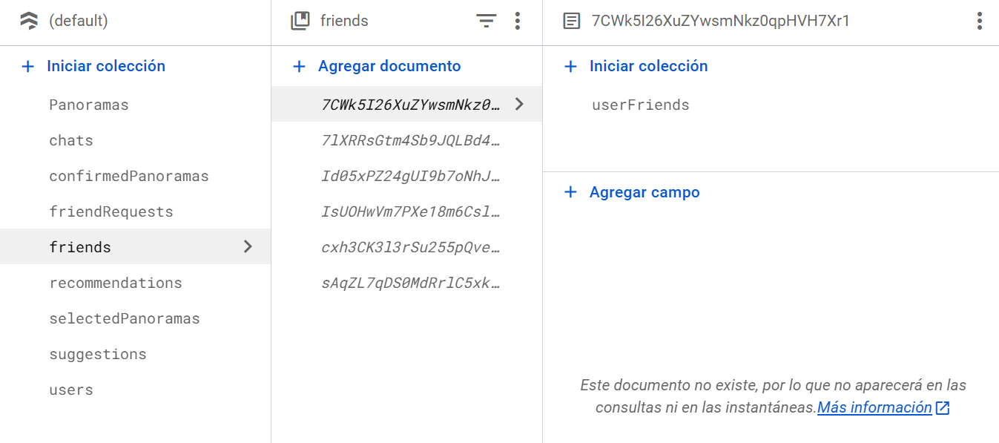 (default)
Iniciar colección
Panoramas
chats
confirmedPanoramas
friendRequests
friends
recommendations
selectedPanoramas
suggestions
users
friends
Agregar documento
7CWk5I26XuZYwsmNkz0…
7lXRRsGtm4Sb9JQLBd4…
Id05xPZ24gUI9b7oNhJ…
IsUOHwVm7PXe18m6Csl…
cxh3CK3l3rSu255pQve…
sAqZL7qDS0MdRrlC5xk…
7CWk5I26XuZYwsmNkz0qpHVH7Xr1
Iniciar colección
userFriends
Agregar campo
Este documento no existe, por lo que no aparecerá en las
consultas ni en las instantáneas.Más información